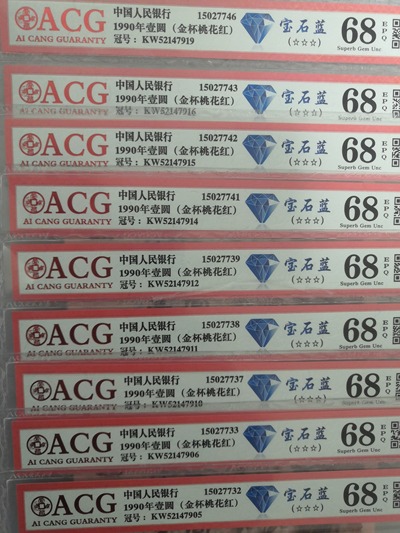 ACG 中国人民银行 15027746 宝石蓝 68 EPQ
1990年壹圆（金杯桃花红）
AI CANG GUARANTY 冠号：KW52147919 (☆☆☆) Superb Gem Unc
ACG 中国人民银行 15027743 宝石蓝 68 EPQ
1990年壹圆（金杯桃花红）
AI CANG GUARANTY 冠号：KW52147916 (☆☆☆) Superb Gem Unc
ACG 中国人民银行 15027742 宝石蓝 68 EPQ
1990年壹圆（金杯桃花红）
AI CANG GUARANTY 冠号：KW52147915 (☆☆☆) Superb Gem Unc
ACG 中国人民银行 15027741 宝石蓝 68 EPQ
1990年壹圆（金杯桃花红）
AI CANG GUARANTY 冠号：KW52147914 (☆☆☆) Superb Gem Unc
ACG 中国人民银行 15027739 宝石蓝 68 EPQ
1990年壹圆（金杯桃花红）
AI CANG GUARANTY 冠号：KW52147912 (☆☆☆) Superb Gem Unc
ACG 中国人民银行 15027738 宝石蓝 68 EPQ
1990年壹圆（金杯桃花红）
冠号：KW52147911 (☆☆☆) Superb Gem Unc
ACG 中国人民银行 15027737 宝石蓝 68 EPQ
1990年壹圆（金杯桃花红）
冠号：KW52147910 (☆☆☆) Superb Gem Unc
ACG 中国人民银行 15027733 宝石蓝 68 EPQ
1990年壹圆（金杯桃花红）
AI CANG GUARANTY 冠号：KW52147906 (☆☆☆) Superb Gem Unc
ACG 中国人民银行 15027732 宝石蓝 68 EPQ
1990年壹圆（金杯桃花红）
AI CANG GUARANTY 冠号：KW52147905 (☆☆☆) Superb Gem Unc